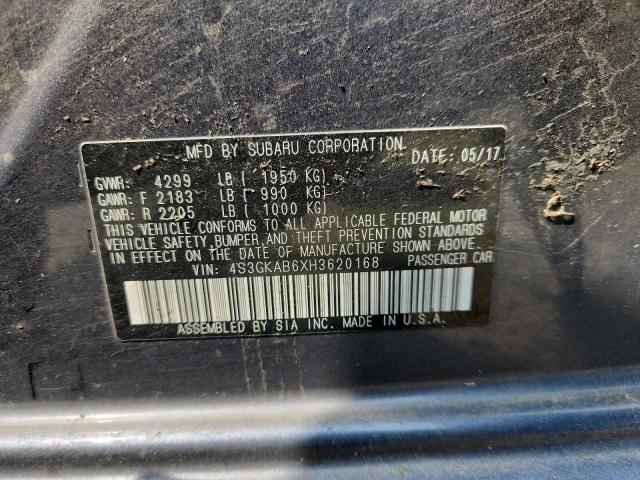 MFD BY SUBARU CORPORATION
DATE: 05/17
GVWR: 4299 LB ( 1950 KG)
GAWR: F 2183 LB ( 990 KG)
GAWR: R 2205 LB ( 1000 KG)
THIS VEHICLE CONFORMS TO ALL APPLICABLE FEDERAL MOTOR
VEHICLE SAFETY, BUMPER, AND THEFT PREVENTION STANDARDS
IN EFFECT ON THE DATE OF MANUFACTURE SHOWN ABOVE.
VIN: 4S3GKAB6XH3620168 PASSENGER CAR
ASSEMBLED BY SIA INC. MADE IN U.S.A.